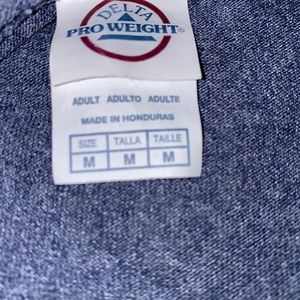 DELTA
PRO WEIGHT®
ADULT ADULTO ADULTE
MADE IN HONDURAS
SIZE TALLA TAILLE
M M M